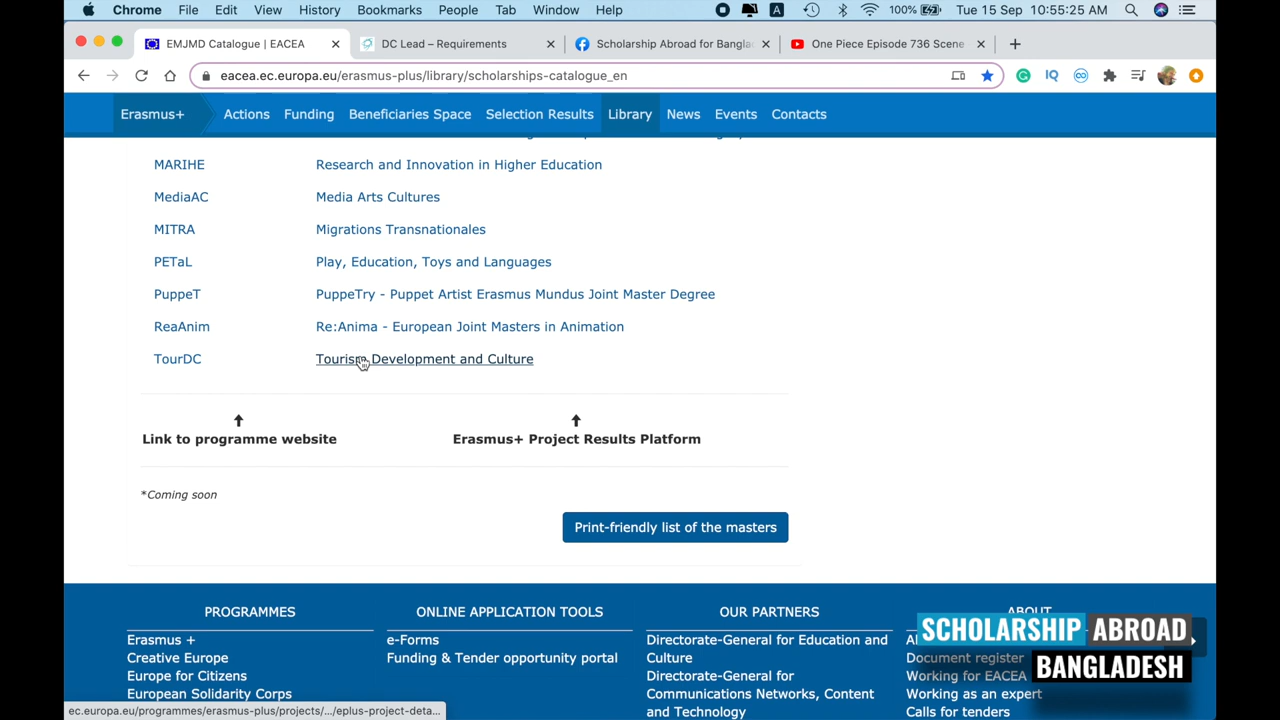 Chrome File Edit View History Bookmarks People Tab Window Help A 100% Tue 15 Sep 10:55:25 AM
EMJMD Catalogue | EACEA DC Lead – Requirements Scholarship Abroad for Bangla One Piece Episode 736 Scene
eacea.ec.europa.eu/erasmus-plus/library/scholarships-catalogue_en IQ
Erasmus+ Actions Funding Beneficiaries Space Selection Results Library News Events Contacts
MARIHE Research and Innovation in Higher Education
MediaAC Media Arts Cultures
MITRA Migrations Transnationales
PETaL Play, Education, Toys and Languages
PuppeT PuppeTry - Puppet Artist Erasmus Mundus Joint Master Degree
ReaAnim Re:Anima - European Joint Masters in Animation
TourDC Tourism Development and Culture
Link to programme website Erasmus+ Project Results Platform
*Coming soon
Print-friendly list of the masters
PROGRAMMES ONLINE APPLICATION TOOLS OUR PARTNERS ABOUT
Erasmus + e-Forms Directorate-General for Education and
Creative Europe Funding & Tender opportunity portal Culture Document register
Europe for Citizens Directorate-General for Working for EACEA
European Solidarity Corps Communications Networks, Content Working as an expert
and Technology Calls for tenders
SCHOLARSHIP ABROAD
BANGLADESH
ec.europa.eu/programmes/erasmus-plus/projects/.../eplus-project-deta...